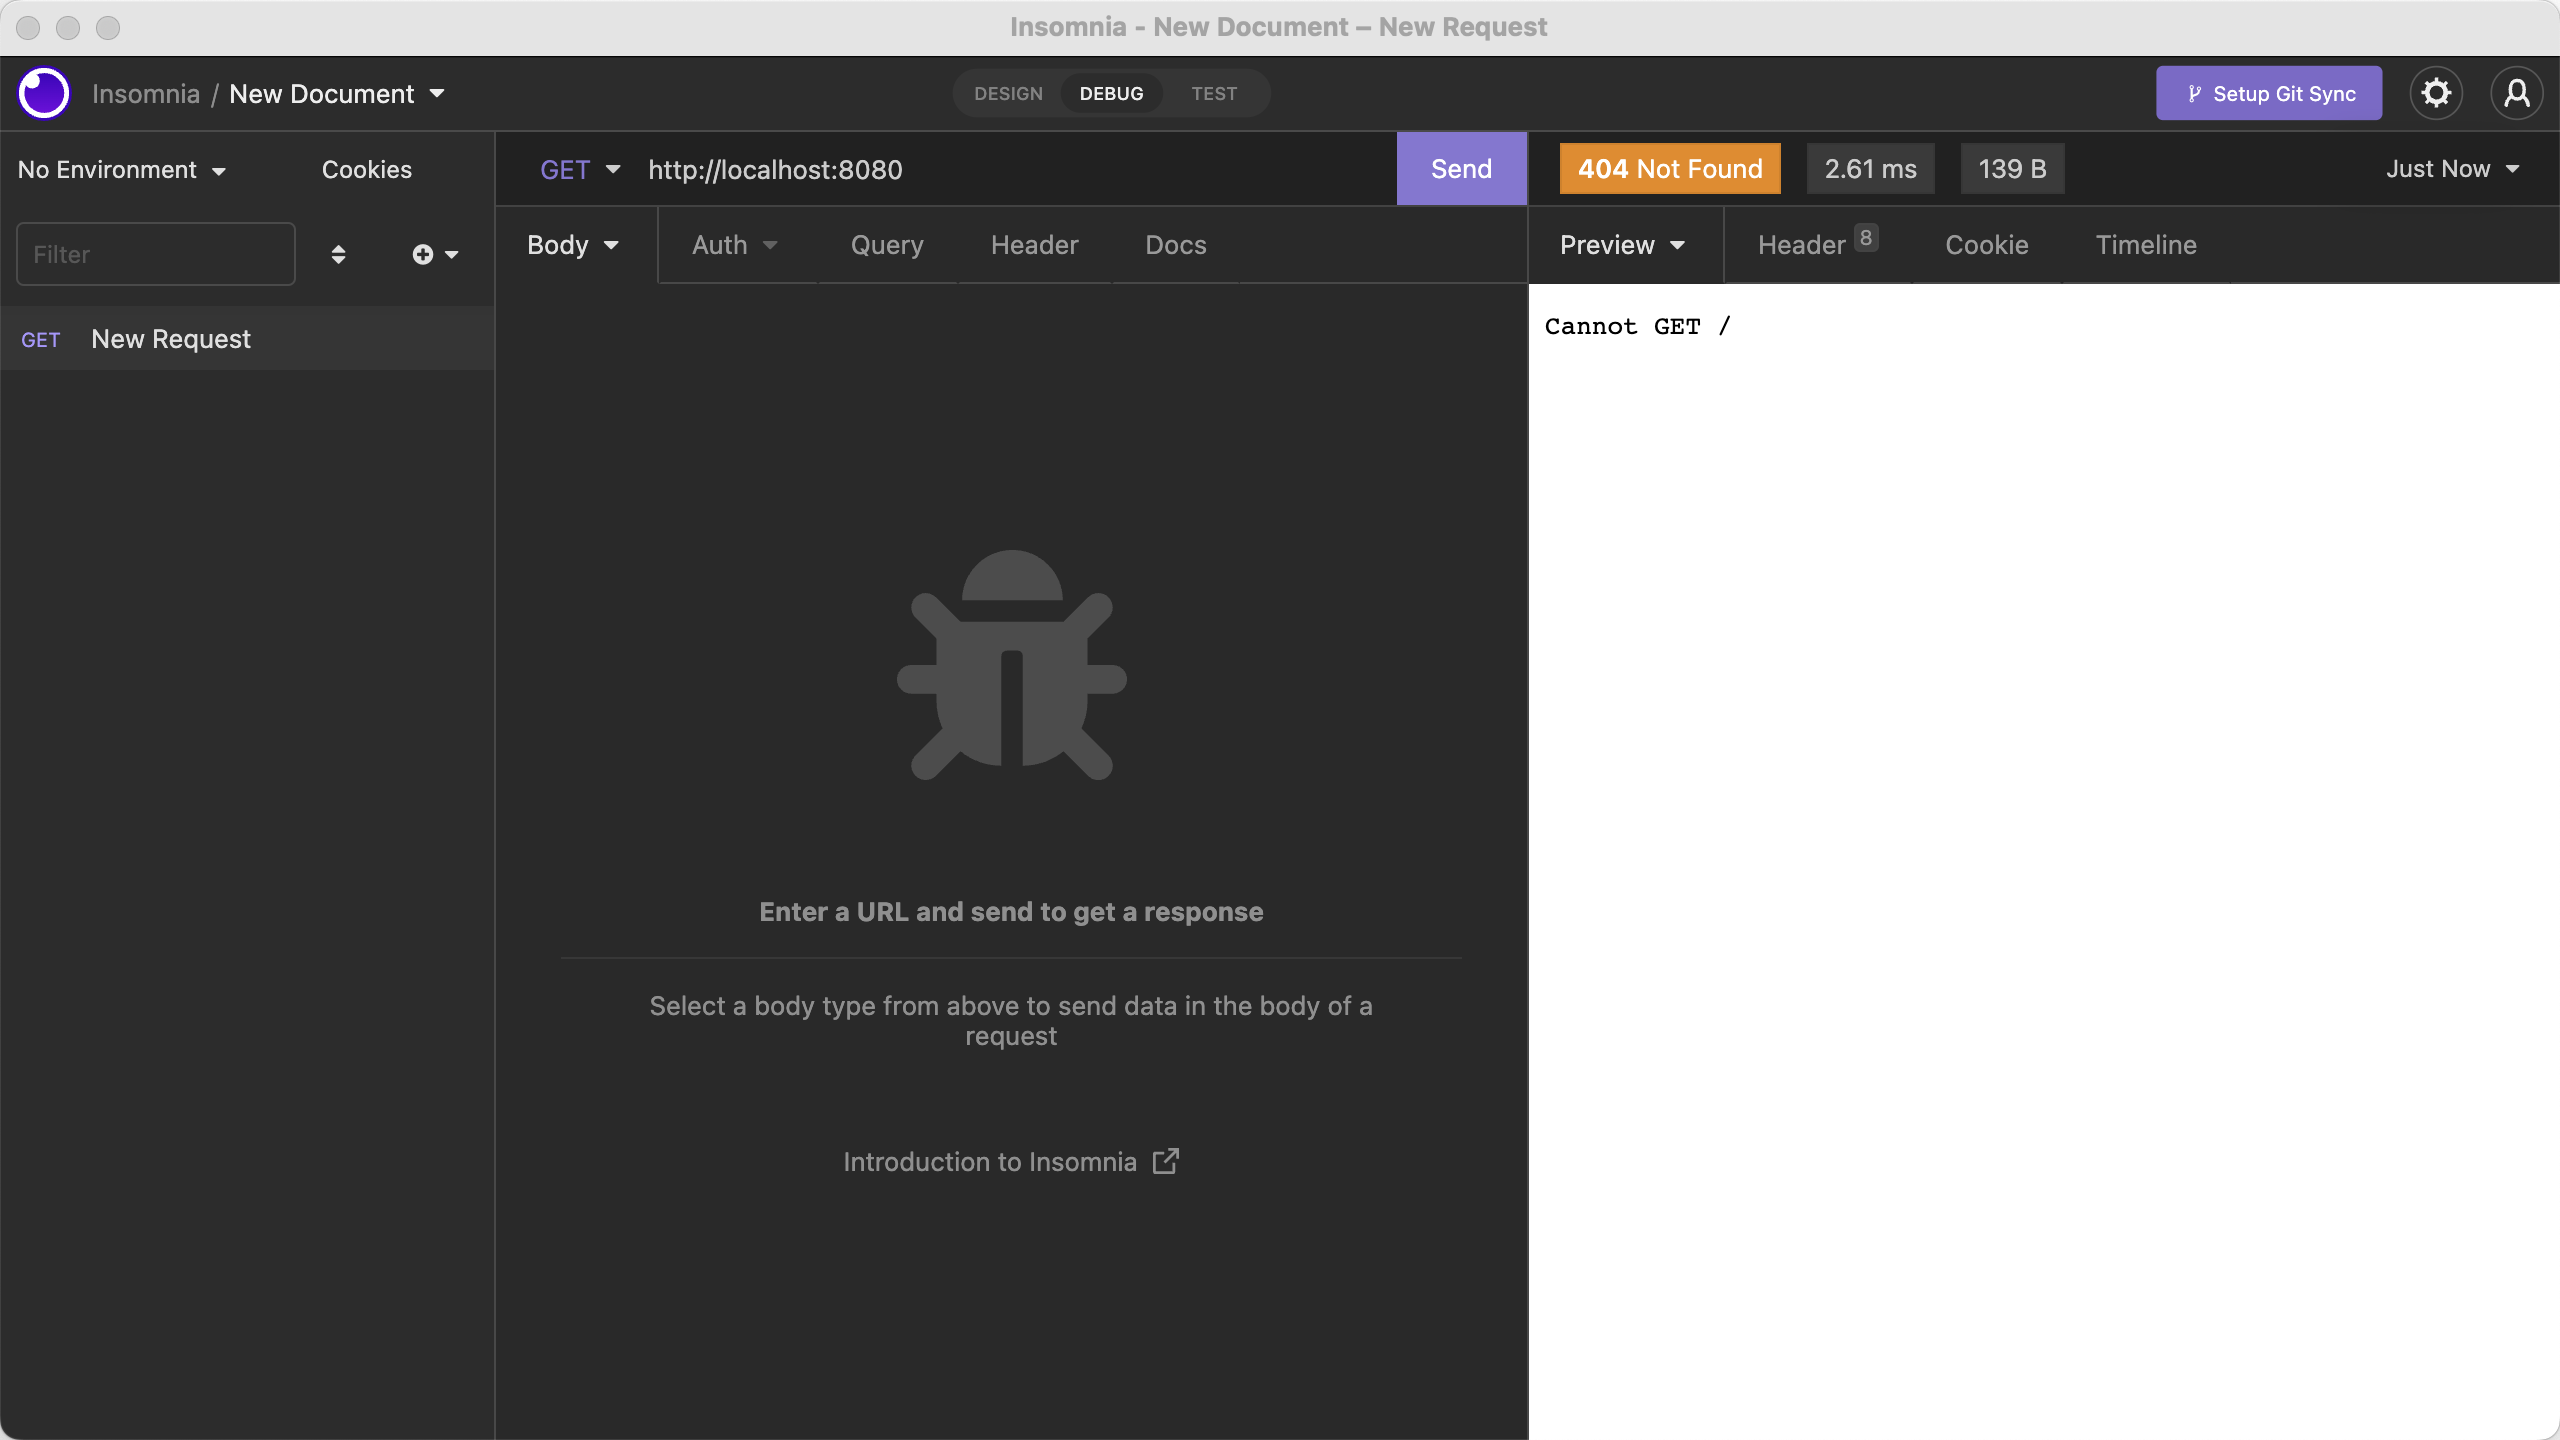 Insomnia - New Document – New Request
Insomnia / New Document
DESIGN DEBUG TEST
Setup Git Sync
No Environment Cookies
GET http://localhost:8080 Send
404 Not Found 2.61 ms 139 B Just Now
Filter
Body Auth Query Header Docs
Preview Header 8 Cookie Timeline
GET New Request
Cannot GET /
Enter a URL and send to get a response
Select a body type from above to send data in the body of a
request
Introduction to Insomnia